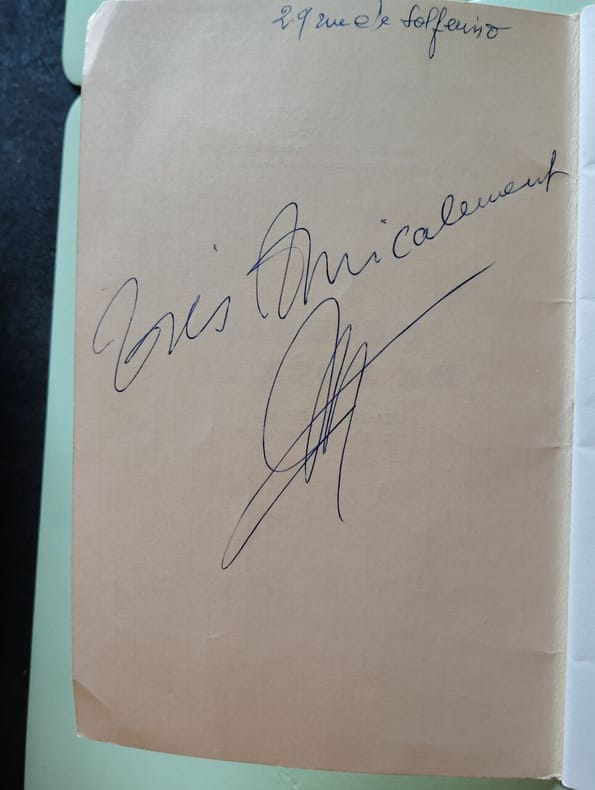 29 rue de Solferino
Très Amicalement